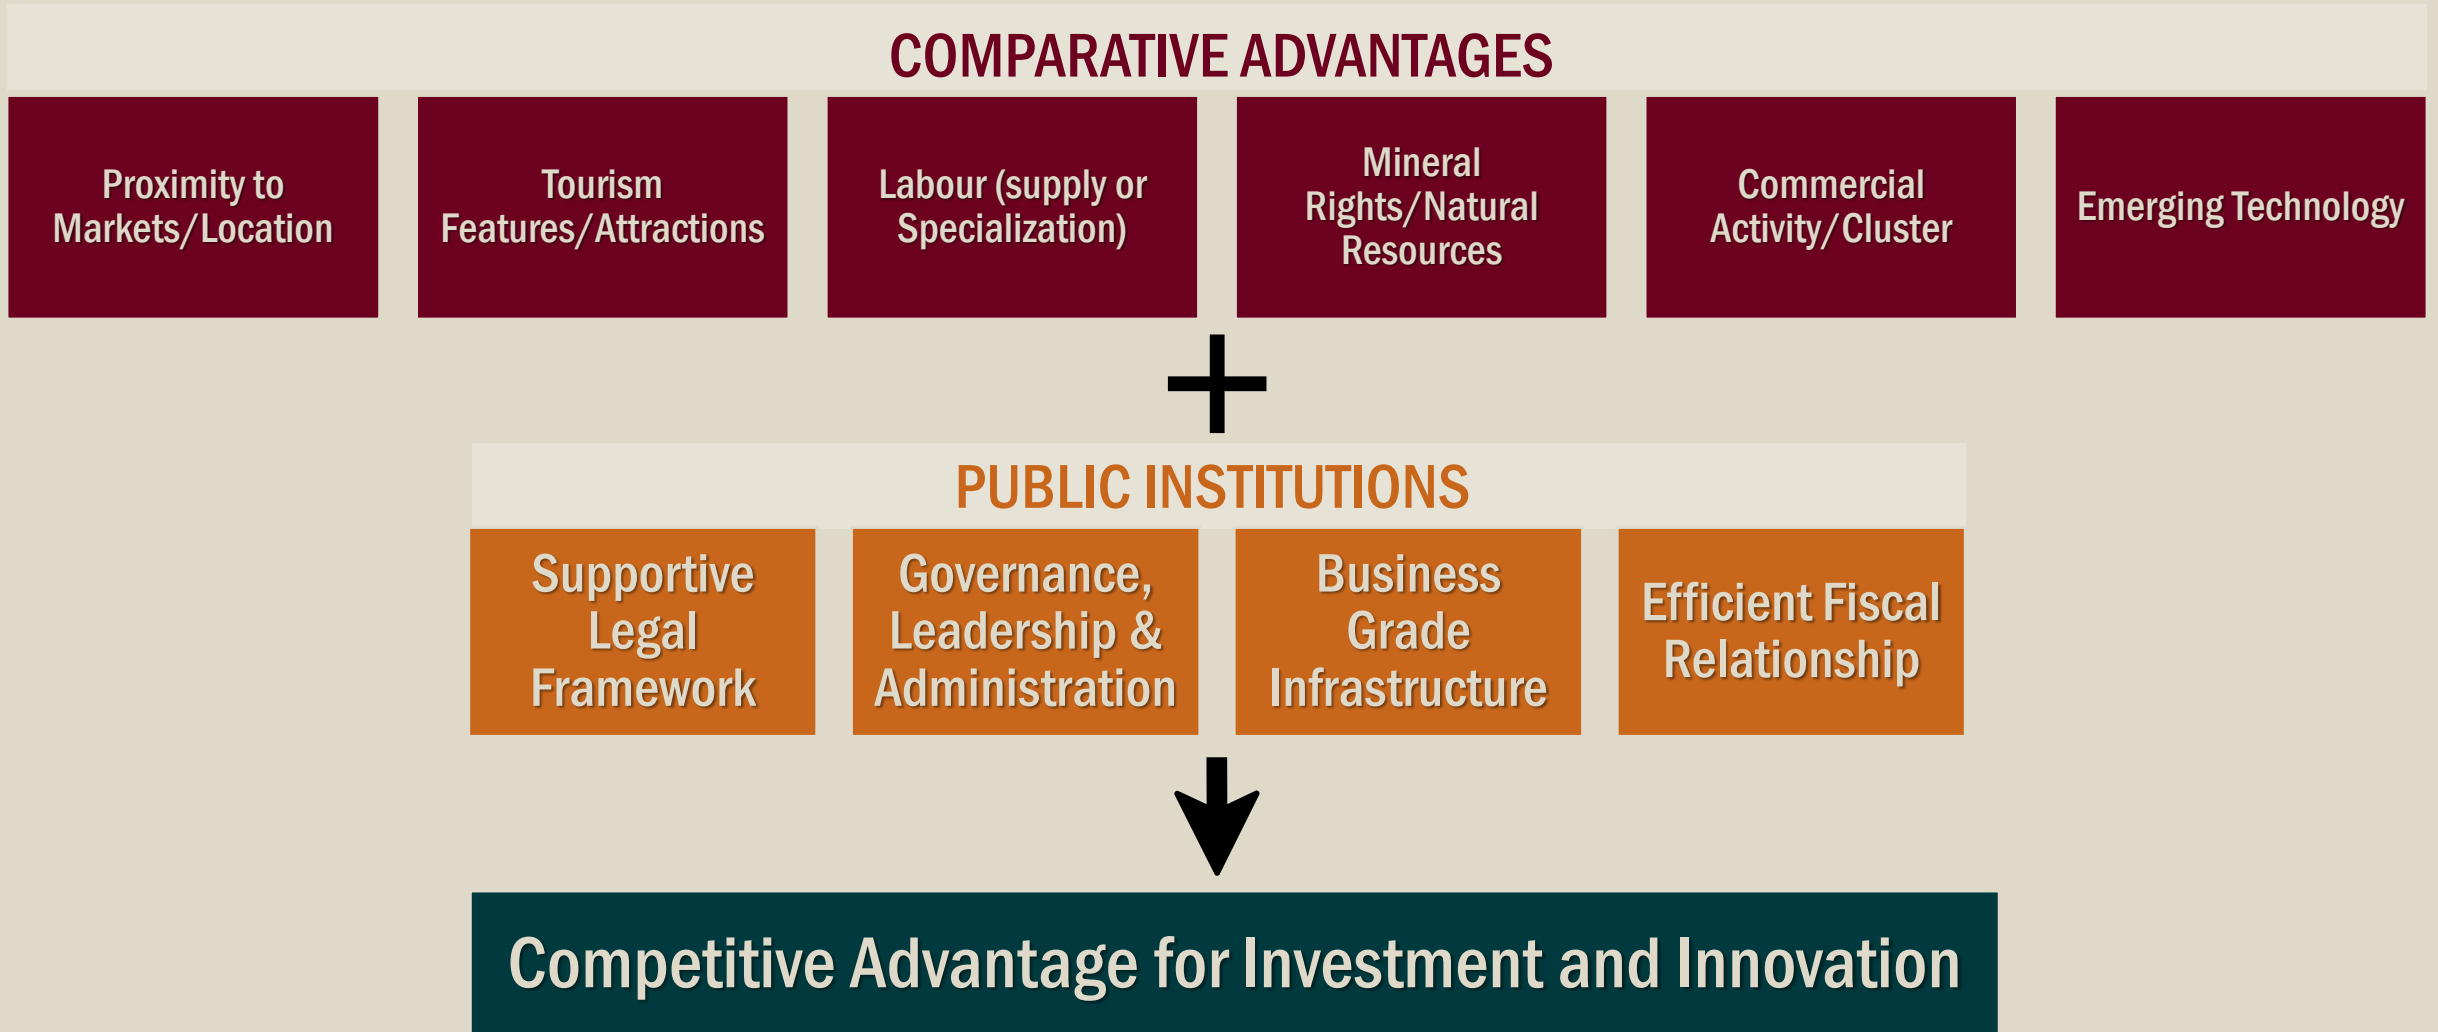 COMPARATIVE ADVANTAGES
Proximity to
Markets/Location
Tourism
Features/Attractions
Labour (supply or
Specialization)
Mineral
Rights/Natural
Resources
Commercial
Activity/Cluster
Emerging Technology
+
PUBLIC INSTITUTIONS
Supportive
Legal
Framework
Governance,
Leadership &
Administration
Business
Grade
Infrastructure
Efficient Fiscal
Relationship
Competitive Advantage for Investment and Innovation